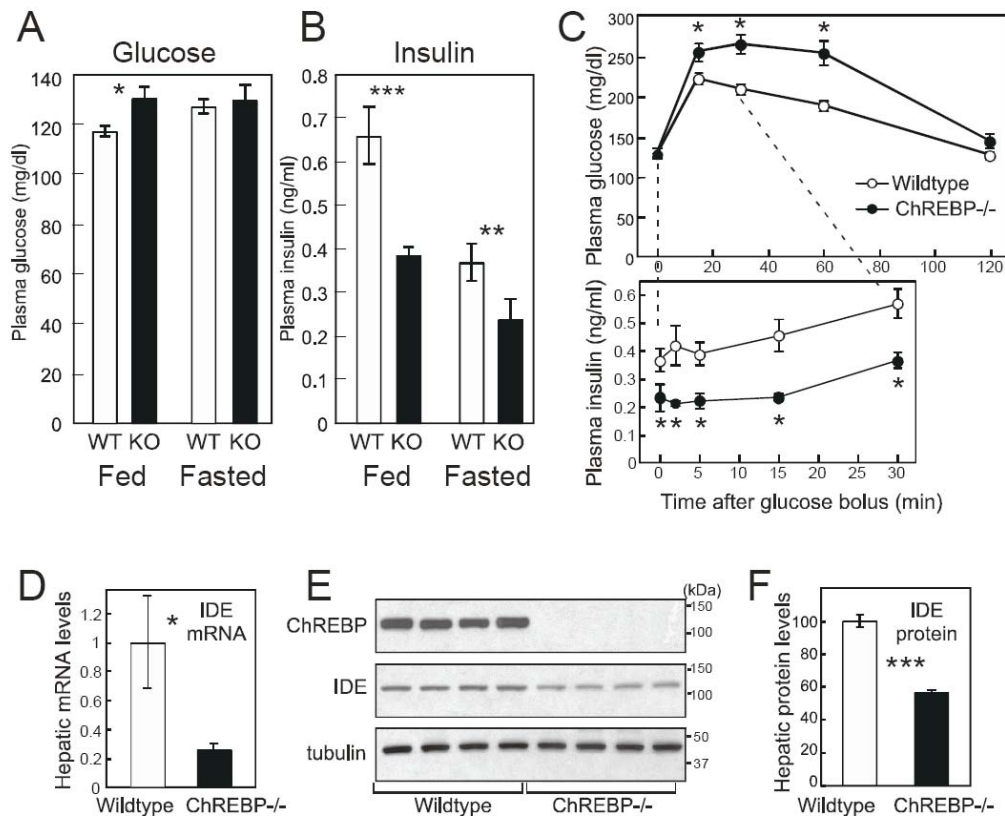 A
Glucose
*
140
120
100
80
60
40
20
0
Plasma glucose (mg/dl)
WT KO WT KO
Fed Fasted
B
Insulin
***
**
0.8
0.7
0.6
0.5
0.4
0.3
0.2
0.1
0
Plasma insulin (ng/ml)
WT KO WT KO
Fed Fasted
C
* * *
300
250
200
150
100
50
0
Plasma glucose (mg/dl)
Wildtype
ChREBP-/-
0 20 40 60 80 100 120
0.6
0.5
0.4
0.3
0.2
0.1
0
Plasma insulin (ng/ml)
** * * *
0 5 10 15 20 25 30
Time after glucose bolus (min)
D
IDE
mRNA
*
1.2
1
0.8
0.6
0.4
0.2
0
Hepatic mRNA levels
Wildtype ChREBP-/-
E
(kDa)
ChREBP
150
100
IDE
150
100
tubulin
50
37
Wildtype ChREBP-/-
F
IDE
protein
***
100
80
60
40
20
0
Hepatic protein levels
Wildtype ChREBP-/-